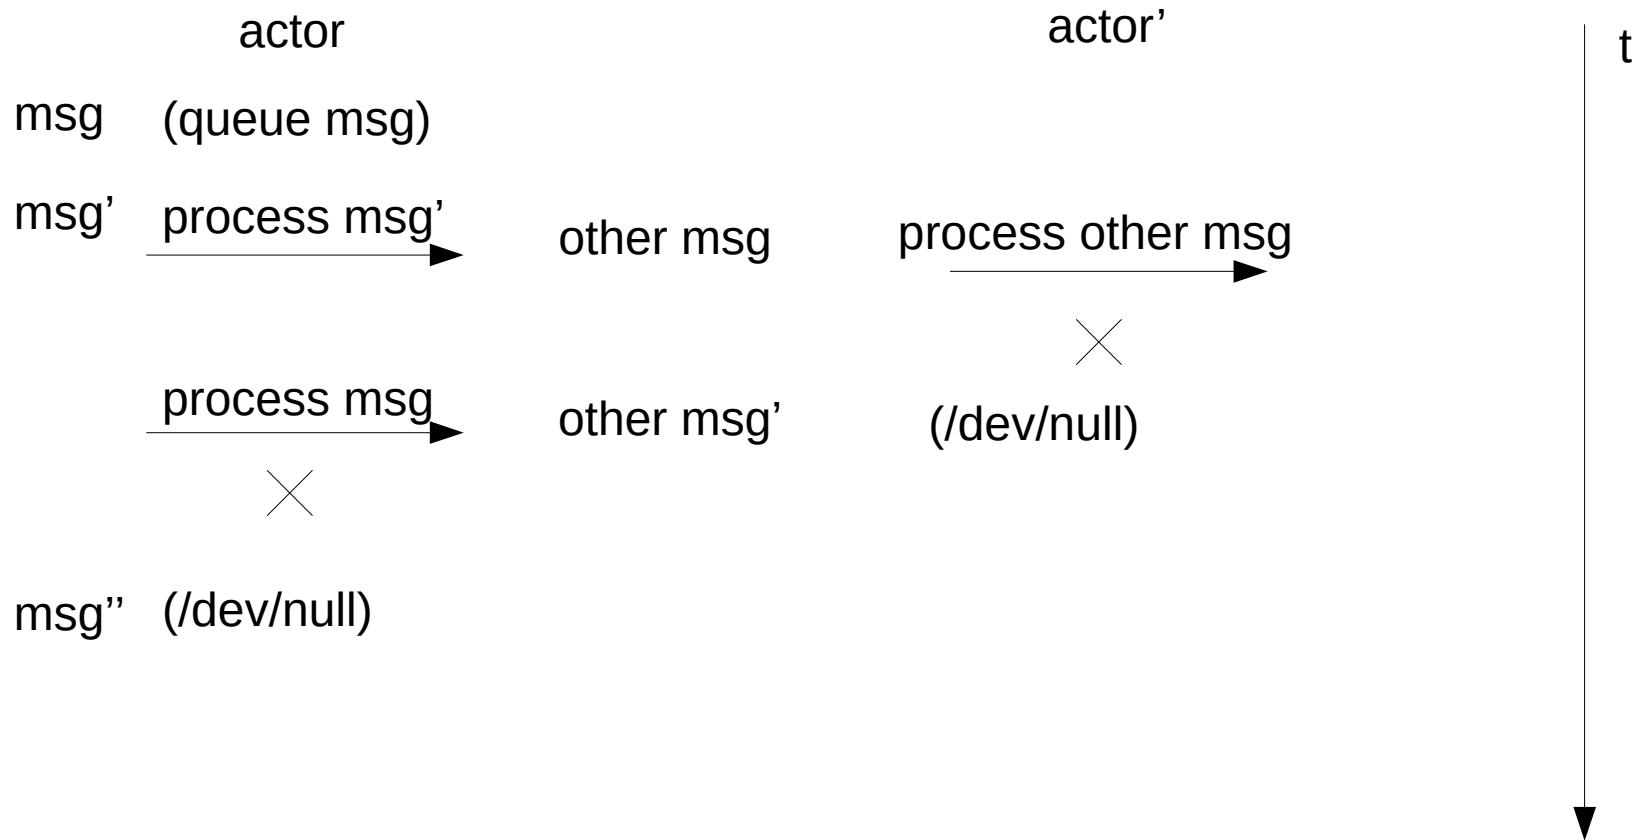 actor
actor’
t
msg
(queue msg)
msg’
process msg’
other msg
process other msg
process msg
other msg’
(/dev/null)
msg’’
(/dev/null)